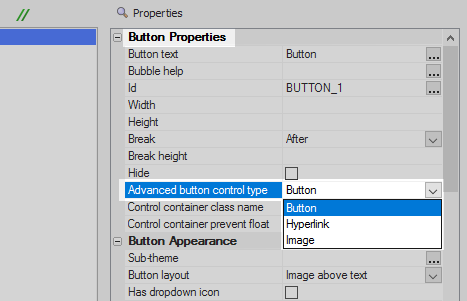 //
Properties
Button Properties
Button text Button ...
Bubble help ...
Id BUTTON_1 ...
Width
Height
Break After
Break height
Hide
Advanced button control type Button
Control container class name Button
Control container prevent float Hyperlink
Image
Button Appearance
Sub-theme ...
Button layout Image above text
Has dropdown icon